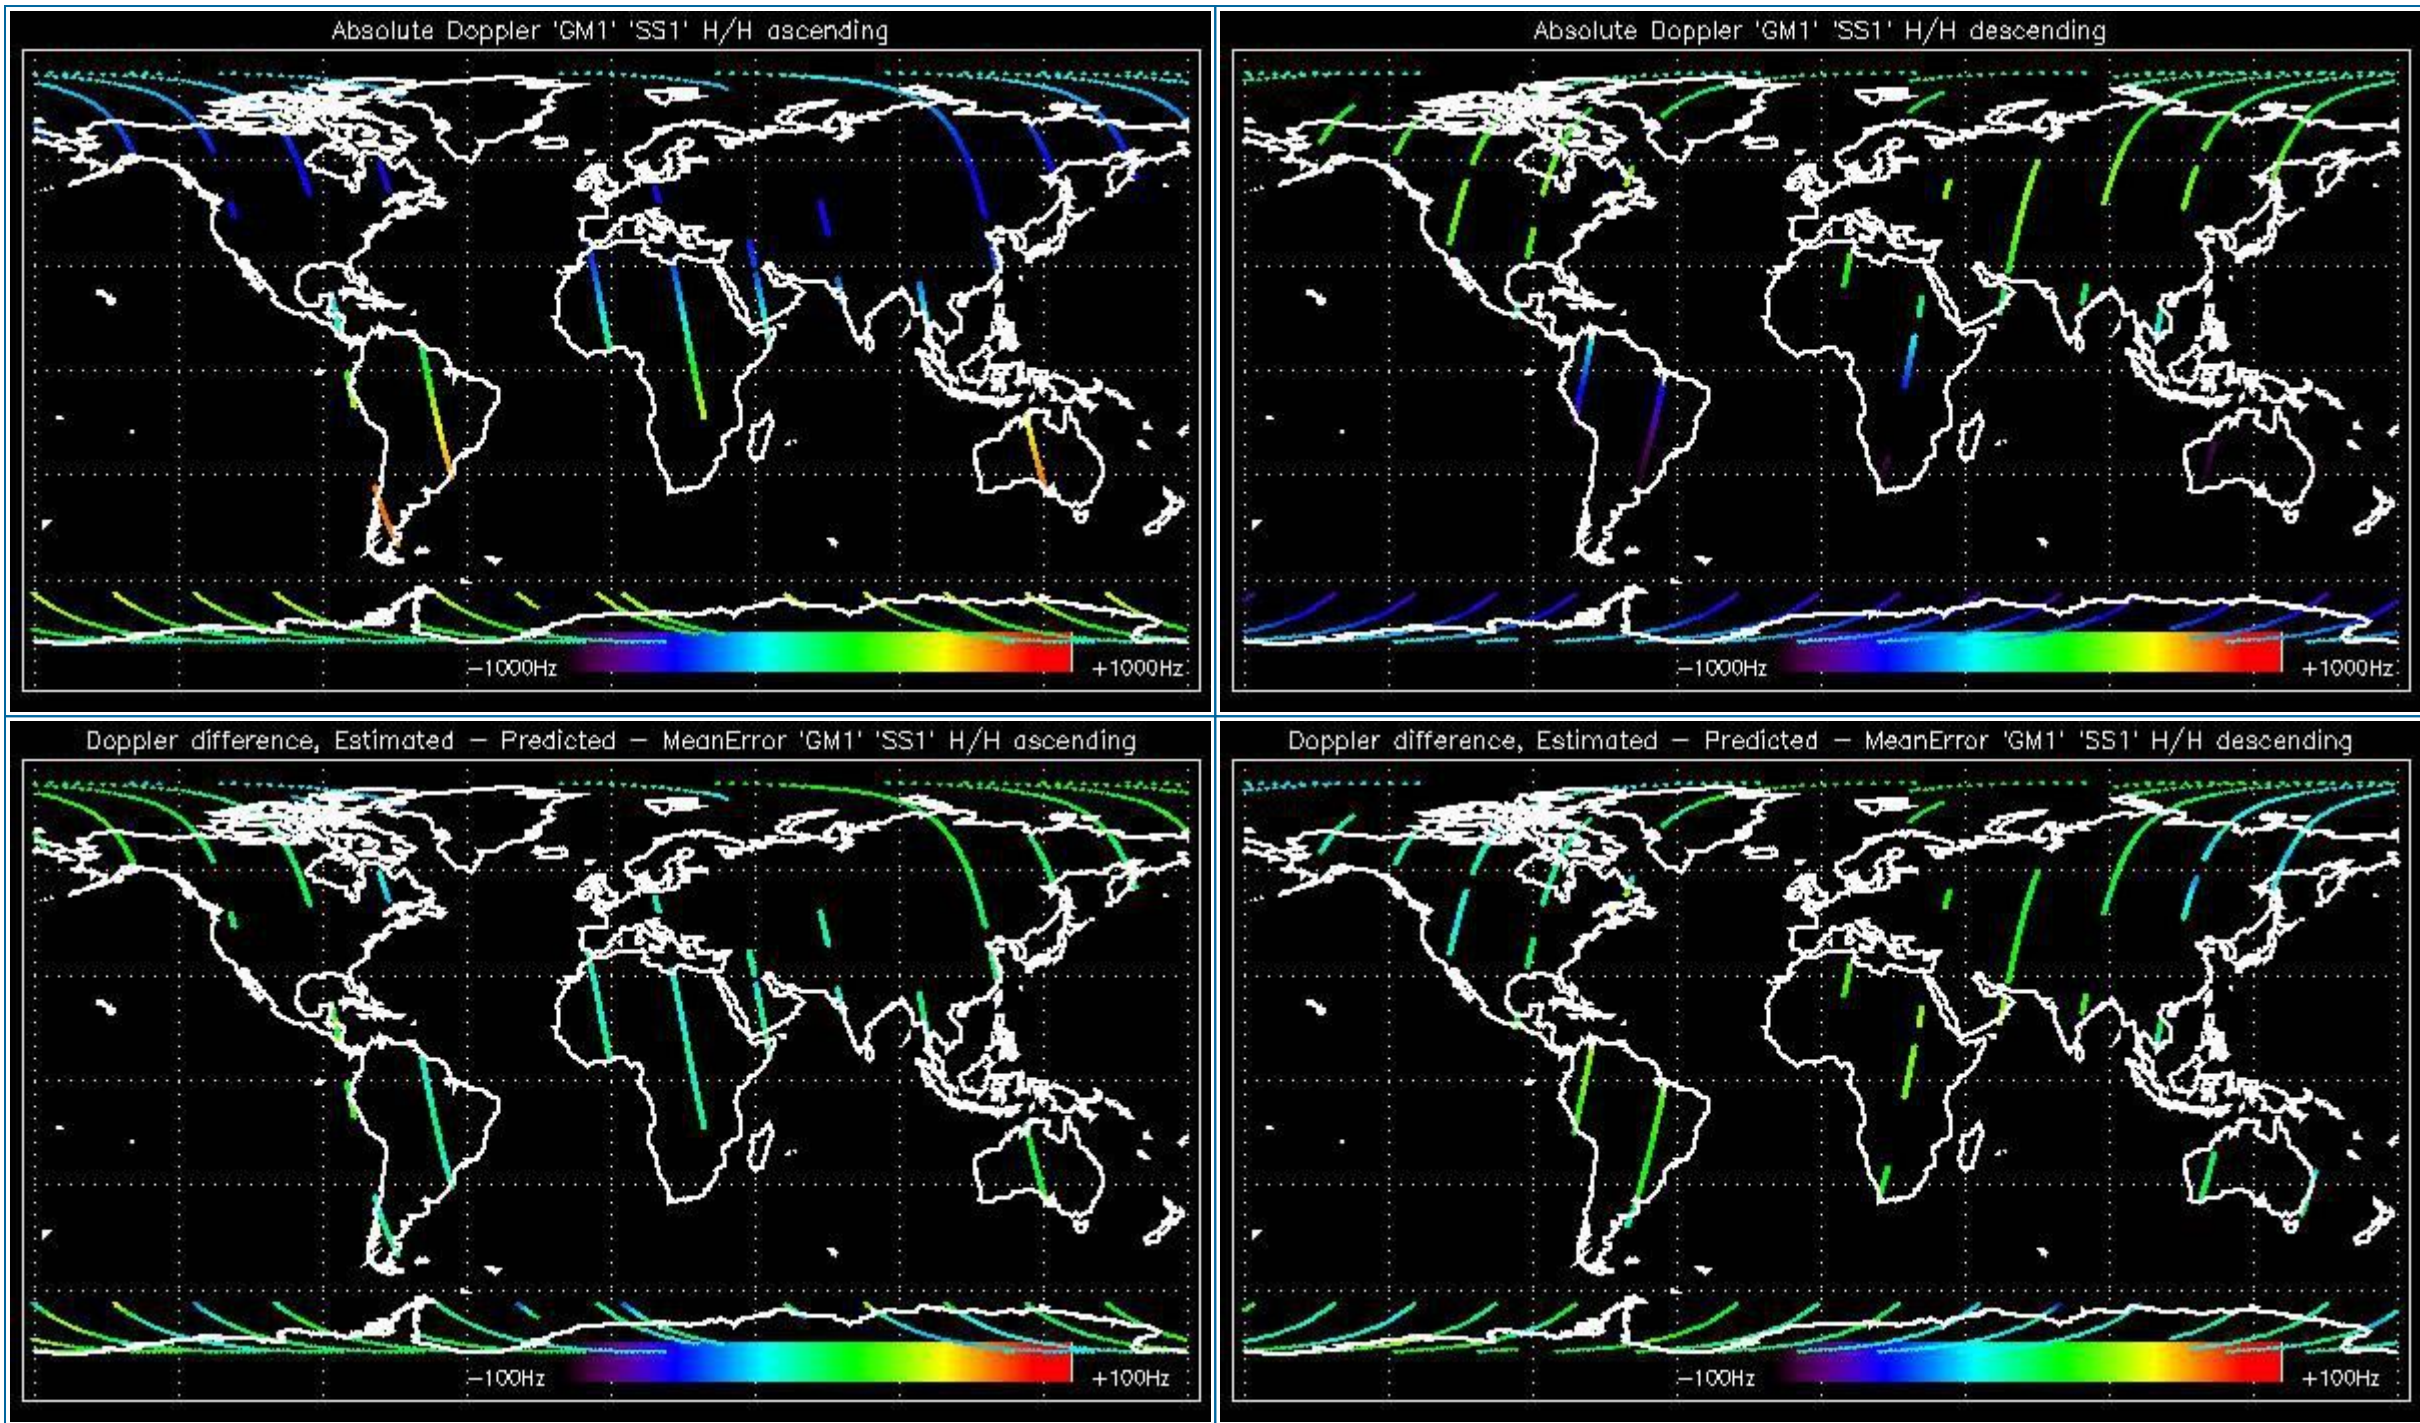 Absolute Doppler 'GM1' 'SS1' H/H ascending
−1000Hz
+1000Hz
Absolute Doppler 'GM1' 'SS1' H/H descending
−1000Hz
+1000Hz
Doppler difference, Estimated − Predicted − MeanError 'GM1' 'SS1' H/H ascending
−100Hz
+100Hz
Doppler difference, Estimated − Predicted − MeanError 'GM1' 'SS1' H/H descending
−100Hz
+100Hz